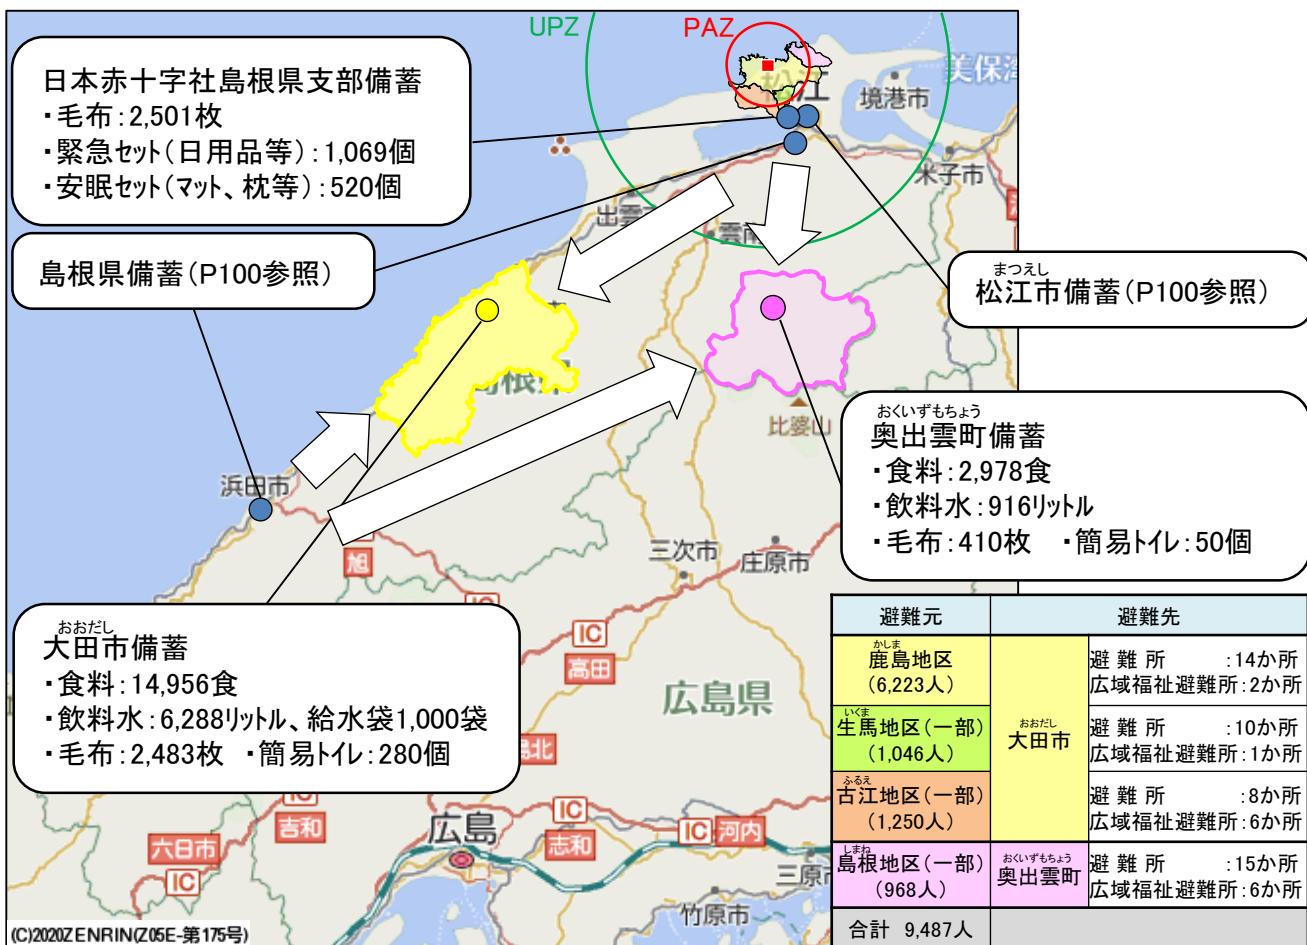 UPZ
PAZ
日本赤十字社島根県支部備蓄
・毛布：2,501枚
・緊急セット（日用品等）：1,069個
・安眠セット（マット、枕等）：520個
島根県備蓄（P100参照）
まつえし
松江市備蓄（P100参照）
おくいずもちょう
奥出雲町備蓄
・食料：2,978食
・飲料水：916リットル
・毛布：410枚　・簡易トイレ：50個
おおだし
大田市備蓄
・食料：14,956食
・飲料水：6,288リットル、給水袋1,000袋
・毛布：2,483枚　・簡易トイレ：280個
松江
境港市
米子市
比婆山
浜田市
旭
三次市
庄原市
IC
IC
高田
広島県
IC
吉和
六日市
IC
広島
IC
志和
IC
河内
竹原市
避難元 避難先
かしま
鹿島地区
（6,223人）
おおだし
大田市
避難所　：14か所
広域福祉避難所：2か所
いくま
生馬地区（一部）
（1,046人）
避難所　：10か所
広域福祉避難所：1か所
ふるえ
古江地区（一部）
（1,250人）
避難所　：8か所
広域福祉避難所：6か所
しまね
島根地区（一部）
（968人）
おくいずもちょう
奥出雲町
避難所　：15か所
広域福祉避難所：6か所
合計 9,487人
(C)2020ZENRIN(Z05E-第175号)